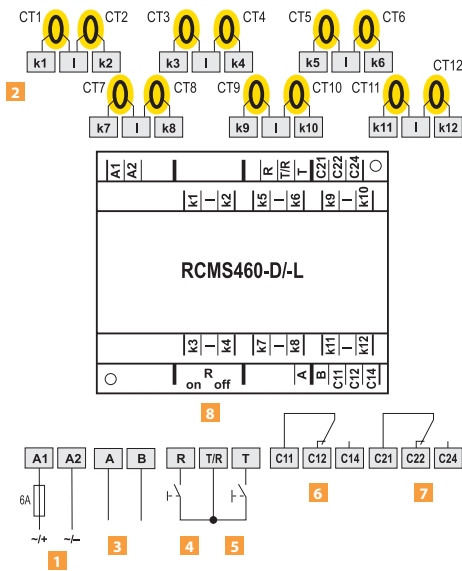 CT1 CT2 CT3 CT4 CT5 CT6
k1 l k2 k3 l k4 k5 l k6
2
CT7 CT8 CT9 CT10 CT11 CT12
k7 l k8 k9 l k10 k11 l k12
A1 A2 R T/R T C21 C22 C24
k1 l k2 k5 l k6 k9 l k10
RCMS460-D/-L
k3 l k4 k7 l k8 k11 l k12
R
on off
A B C11 C12 C14
8
A1 A2 A B R T/R T C11 C12 C14 C21 C22 C24
6A
~/+ ~/–
1 3 4 5 6 7